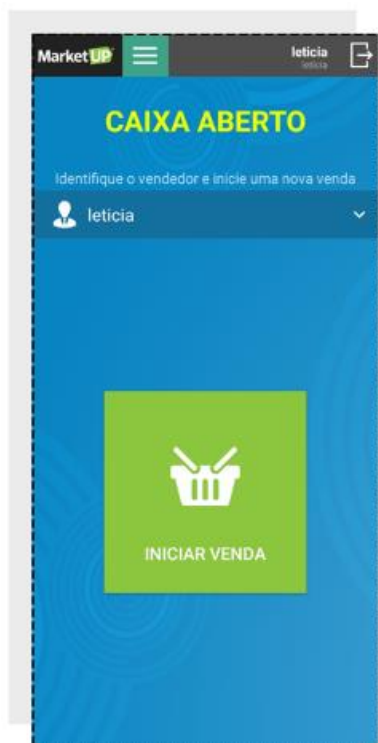 MarketUP
leticia
leticia
CAIXA ABERTO
Identifique o vendedor e inicie uma nova venda
leticia
INICIAR VENDA